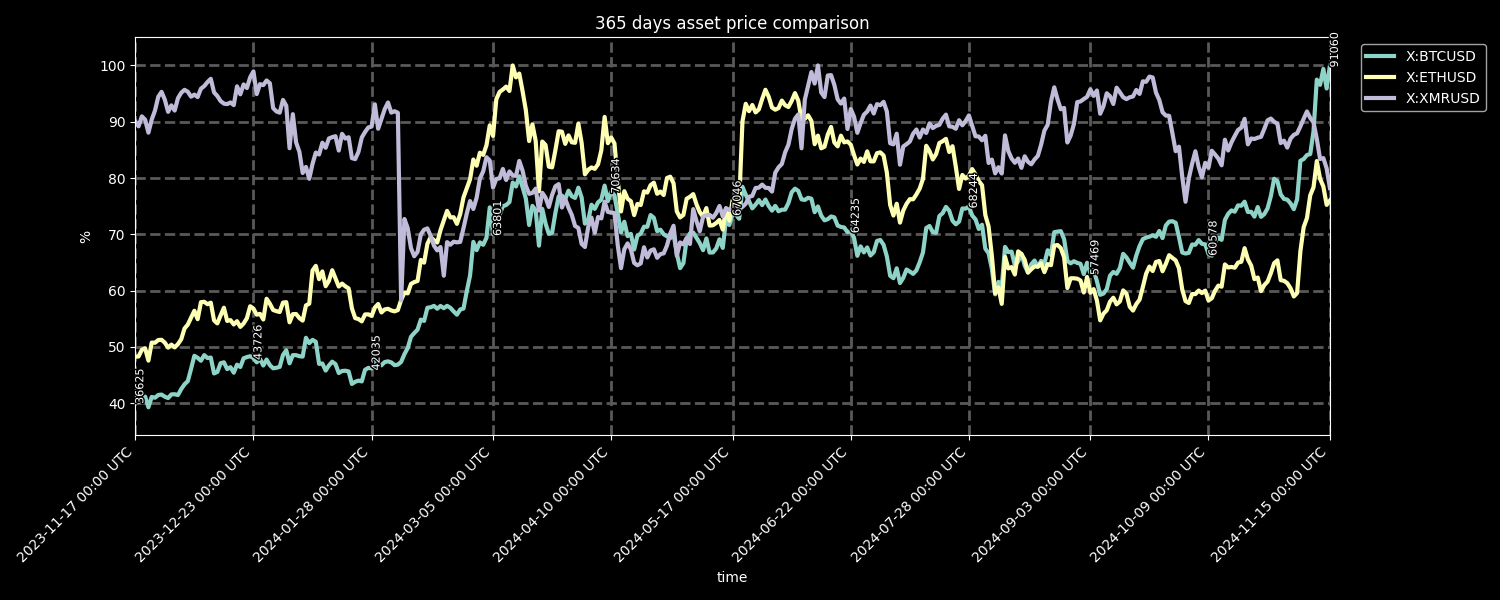 365 days asset price comparison
X:BTCUSD
X:ETHUSD
X:XMRUSD
%
100
90
80
70
60
50
40
36625
43726
42035
63801
70634
67046
64235
68244
57469
60578
91060
2023-11-17 00:00 UTC
2023-12-23 00:00 UTC
2024-01-28 00:00 UTC
2024-03-05 00:00 UTC
2024-04-10 00:00 UTC
2024-05-17 00:00 UTC
2024-06-22 00:00 UTC
2024-07-28 00:00 UTC
2024-09-03 00:00 UTC
2024-10-09 00:00 UTC
2024-11-15 00:00 UTC
time